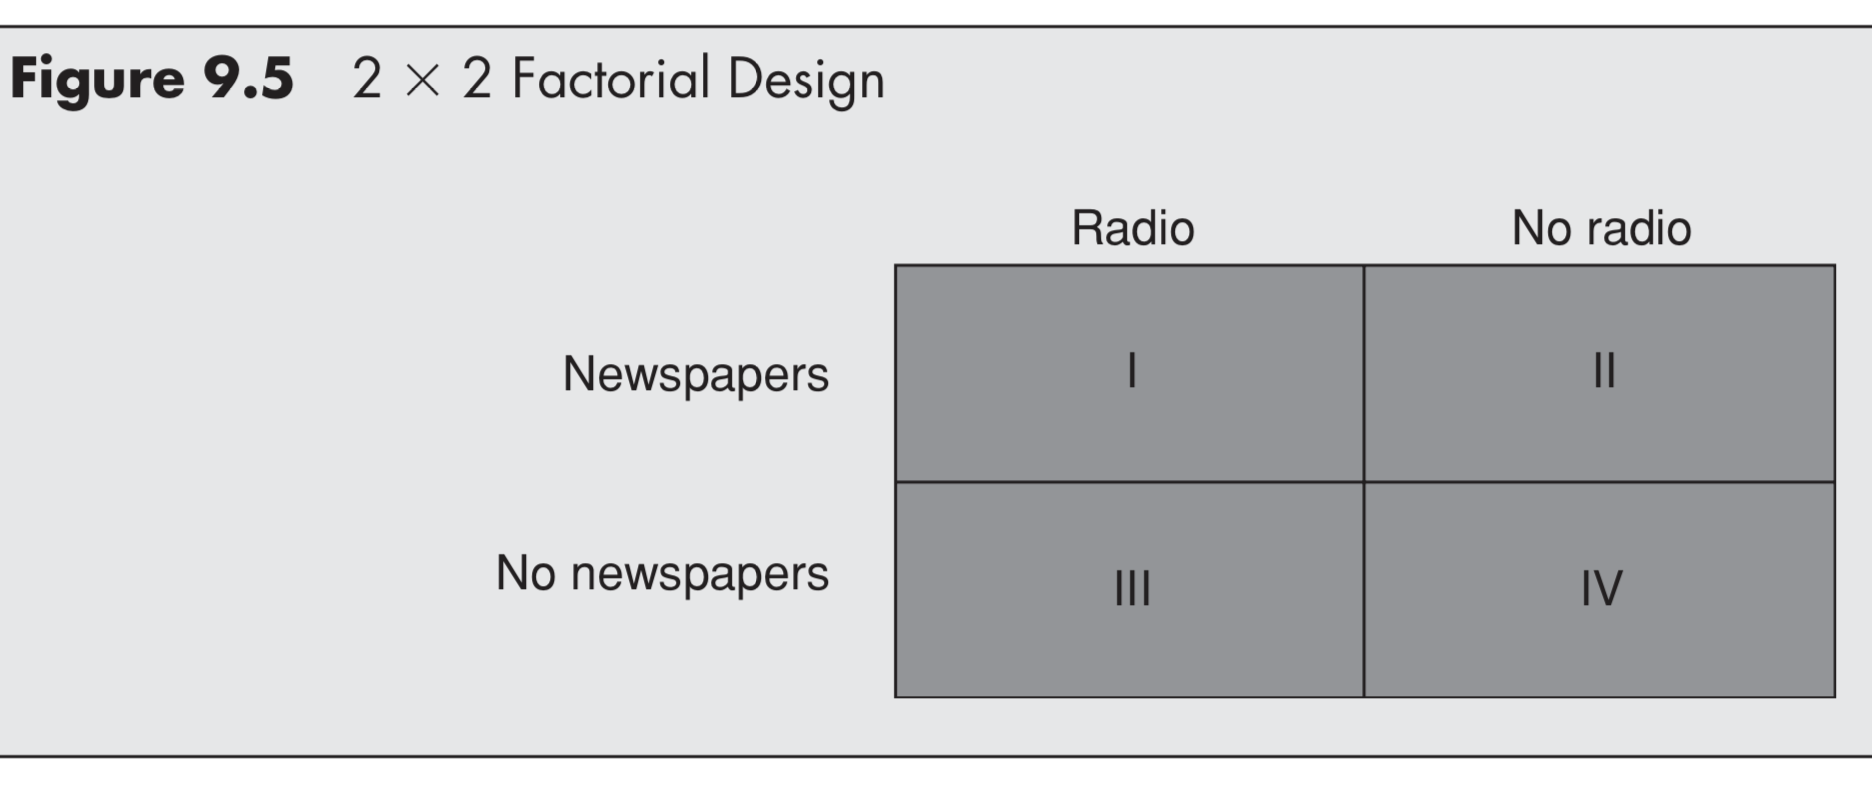 Figure 9.5 2 × 2 Factorial Design
Radio No radio
Newspapers I II
No newspapers III IV